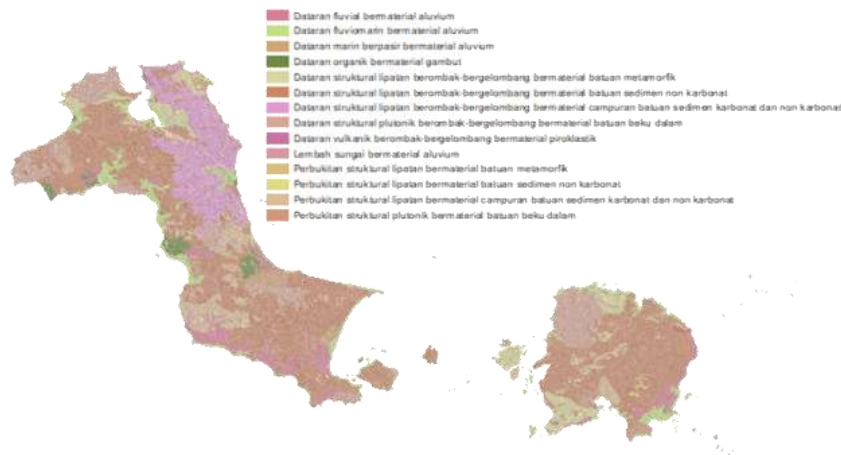 Dataran fluvial bermaterial aluvium
Dataran fluviomarin bermaterial aluvium
Dataran marin berpasir bermaterial aluvium
Dataran organik bermaterial gambut
Dataran struktural lipatan berombak-bergelombang bermaterial batuan metamorfik
Dataran struktural lipatan berombak-bergelombang bermaterial batuan sedimen non karbonat
Dataran struktural lipatan berombak-bergelombang bermaterial campuran batuan sedimen karbonat dan non karbonat
Dataran struktural plutonik berombak-bergelombang bermaterial batuan beku dalam
Dataran vulkanik berombak-bergelombang bermaterial piroklastik
Lembah sungai bermaterial aluvium
Perbukitan struktural lipatan bermaterial batuan metamorfik
Perbukitan struktural lipatan bermaterial batuan sedimen non karbonat
Perbukitan struktural lipatan bermaterial campuran batuan sedimen karbonat dan non karbonat
Perbukitan struktural plutonik bermaterial batuan beku dalam